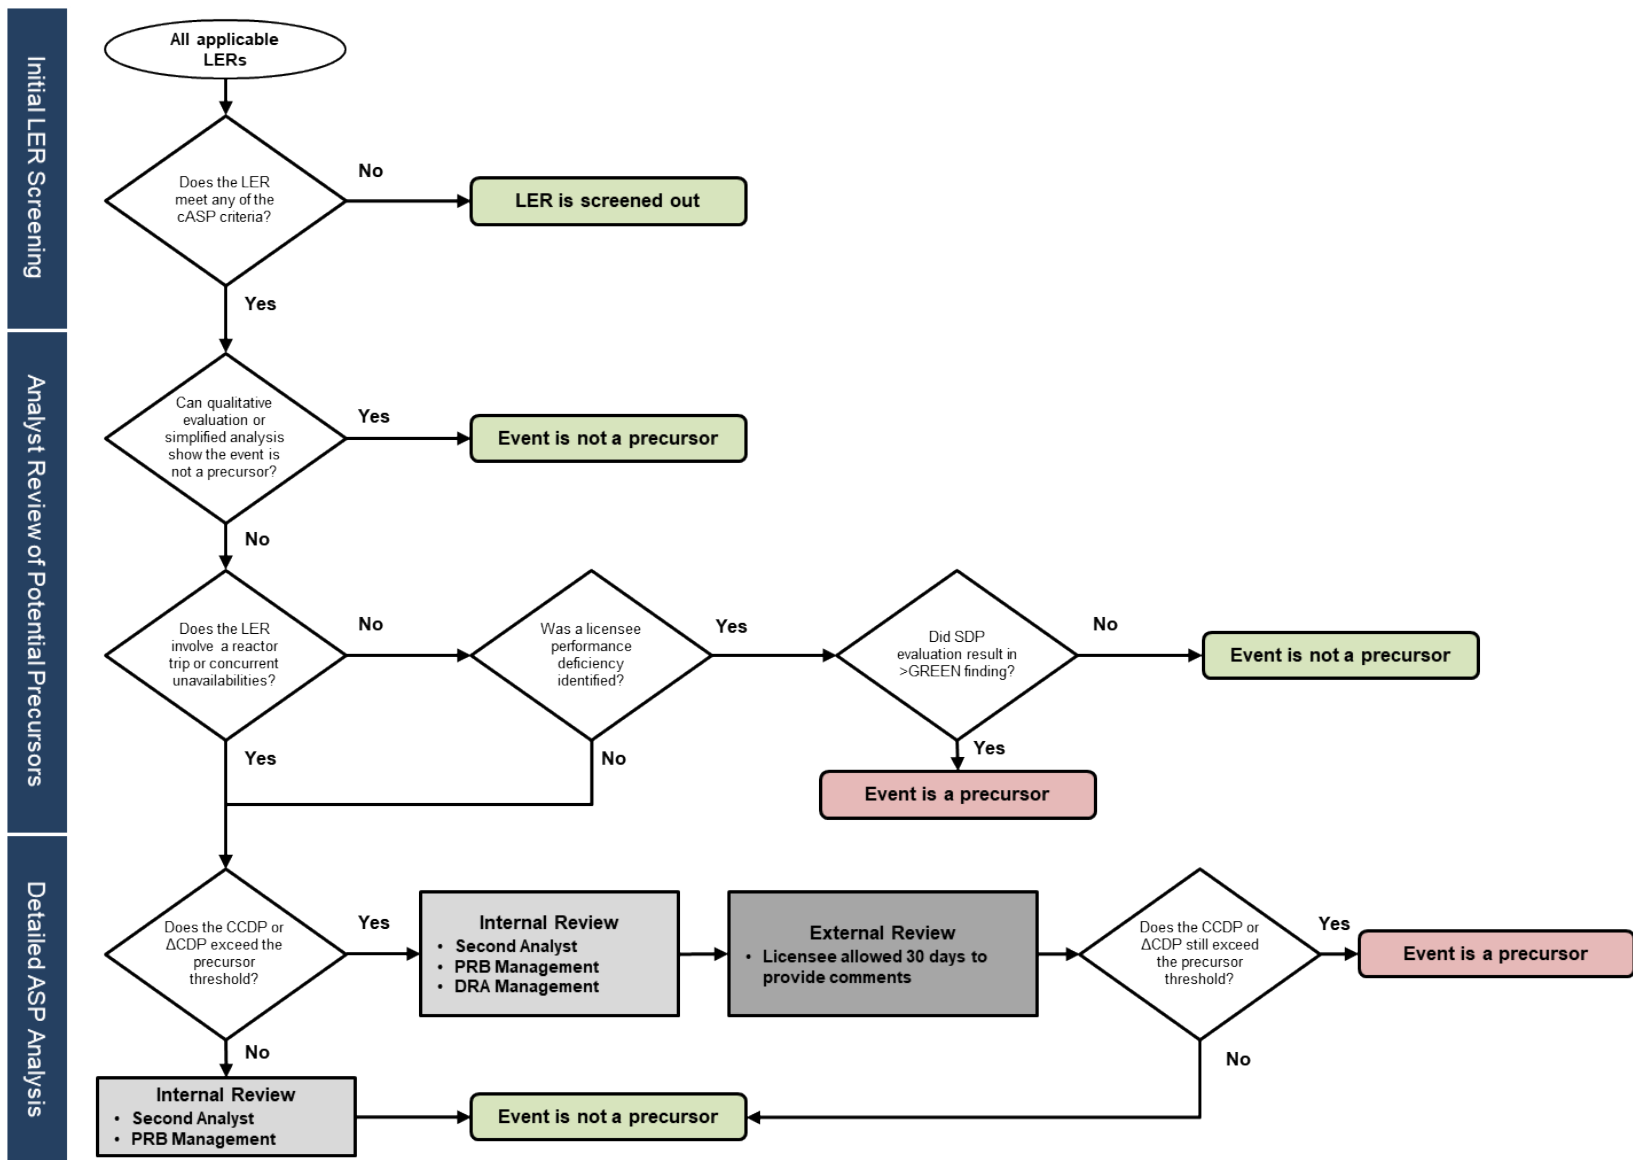 Initial LER Screening
All applicable
LERs
Does the LER
meet any of the
cASP criteria?
No
LER is screened out
Yes
Analyst Review of Potential Precursors
Can qualitative
evaluation or
simplified analysis
show the event is
not a precursor?
Yes
Event is not a precursor
No
Does the LER
involve a reactor
trip or concurrent
unavailabilities?
No
Was a licensee
performance
deficiency
identified?
Yes
Did SDP
evaluation result in
>GREEN finding?
No
Event is not a precursor
Yes
No
Yes
Event is a precursor
Detailed ASP Analysis
Does the CCDP or
ΔCDP exceed the
precursor
threshold?
Yes
Internal Review
• Second Analyst
• PRB Management
• DRA Management
External Review
• Licensee allowed 30 days to
provide comments
Does the CCDP or
ΔCDP still exceed
the precursor
threshold?
Yes
Event is a precursor
No
No
Internal Review
• Second Analyst
• PRB Management
Event is not a precursor